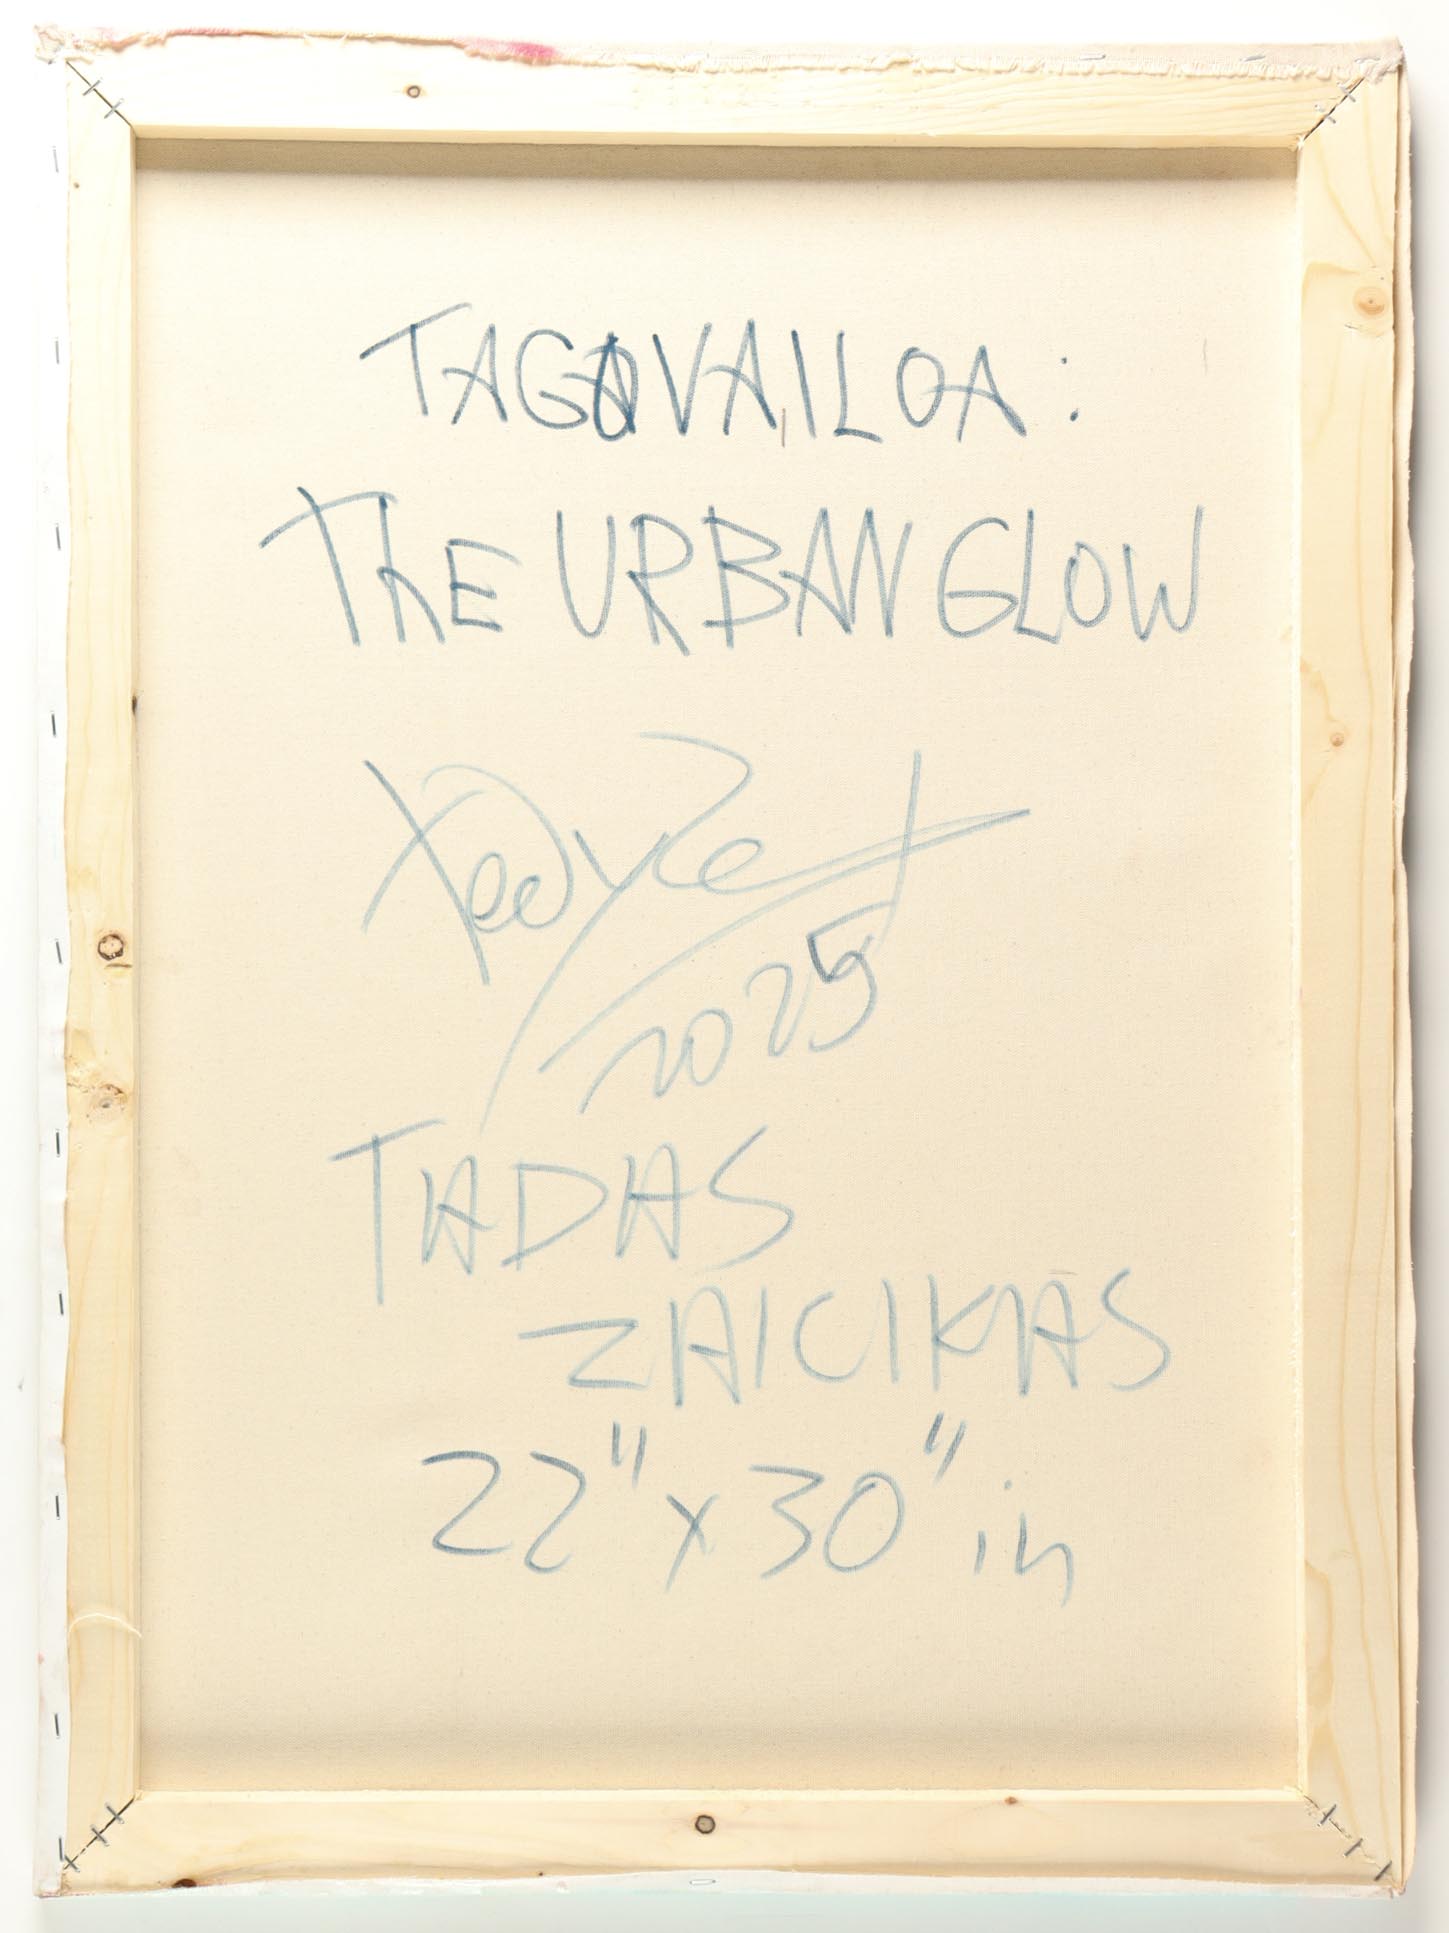 TAGOVAILOA:
ThE URBAN GLOW
2025
TADAS
ZAICIKAS
22" x 30" in